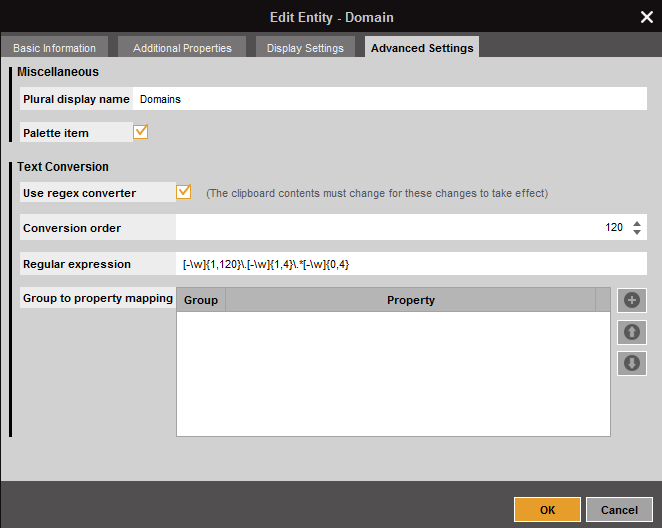 Edit Entity - Domain
Basic Information
Additional Properties
Display Settings
Advanced Settings
Miscellaneous
Plural display name
Domains
Palette item
Text Conversion
Use regex converter
(The clipboard contents must change for these changes to take effect)
Conversion order
120
Regular expression
[-\w]{1,120}\.[-\w]{1,4}\.*[-\w]{0,4}
Group to property mapping
Group
Property
OK
Cancel